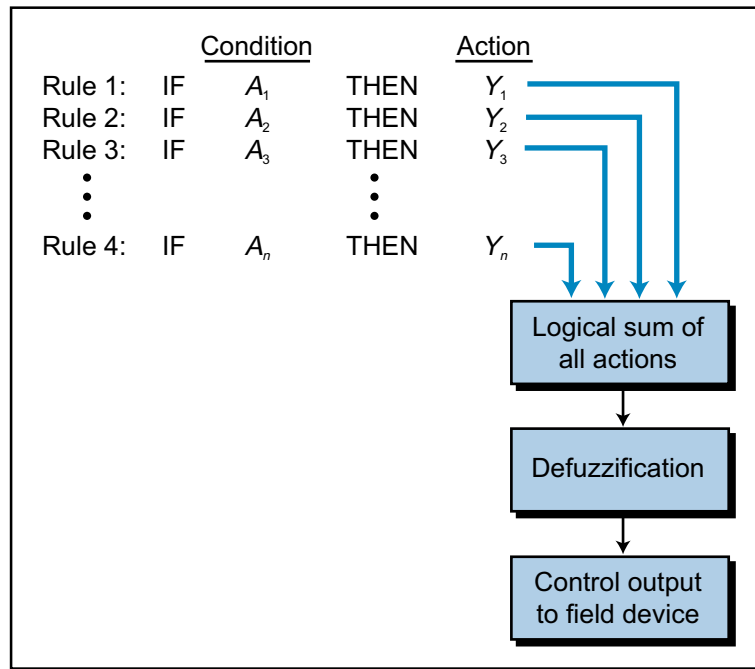 Condition Action
Rule 1: IF A₁ THEN Y₁
Rule 2: IF A₂ THEN Y₂
Rule 3: IF A₃ THEN Y₃
Rule 4: IF Aₙ THEN Yₙ
Logical sum of
all actions
Defuzzification
Control output
to field device